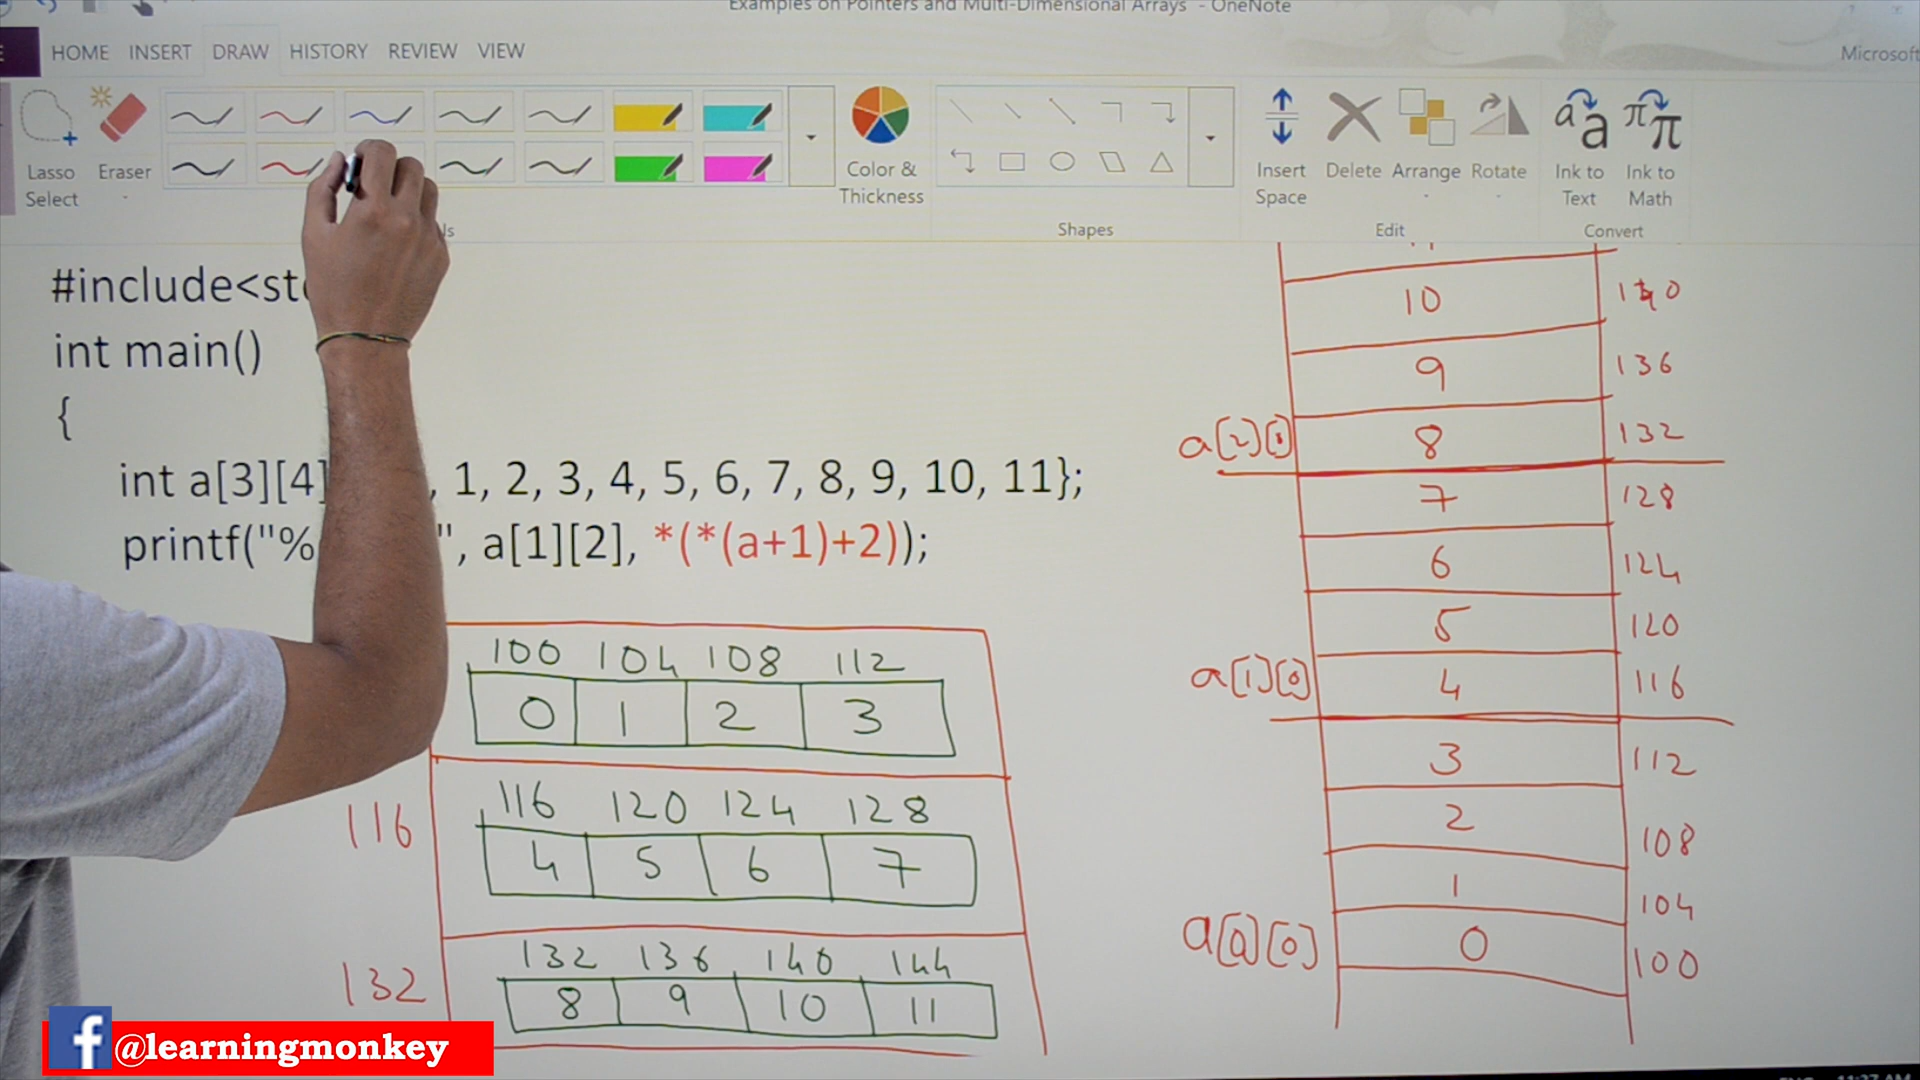 Examples on Pointers and Multi-Dimensional Arrays - OneNote
HOME INSERT DRAW HISTORY REVIEW VIEW
Microsoft
Lasso Select
Eraser
Color & Thickness
Shapes
Insert Space
Delete
Arrange
Rotate
Edit
Ink to Text
Ink to Math
Convert
#include<st
int main()
{
int a[3][4] , 1, 2, 3, 4, 5, 6, 7, 8, 9, 10, 11};
printf("% ", a[1][2], *(*(a+1)+2));
100 104 108 112
0 1 2 3
116
116 120 124 128
4 5 6 7
132
132 136 140 144
8 9 10 11
10 140
9 136
8 132
7 128
6 124
5 120
a[1][0] 4 116
3 112
2 108
1 104
a[0][0] 0 100
@learningmonkey